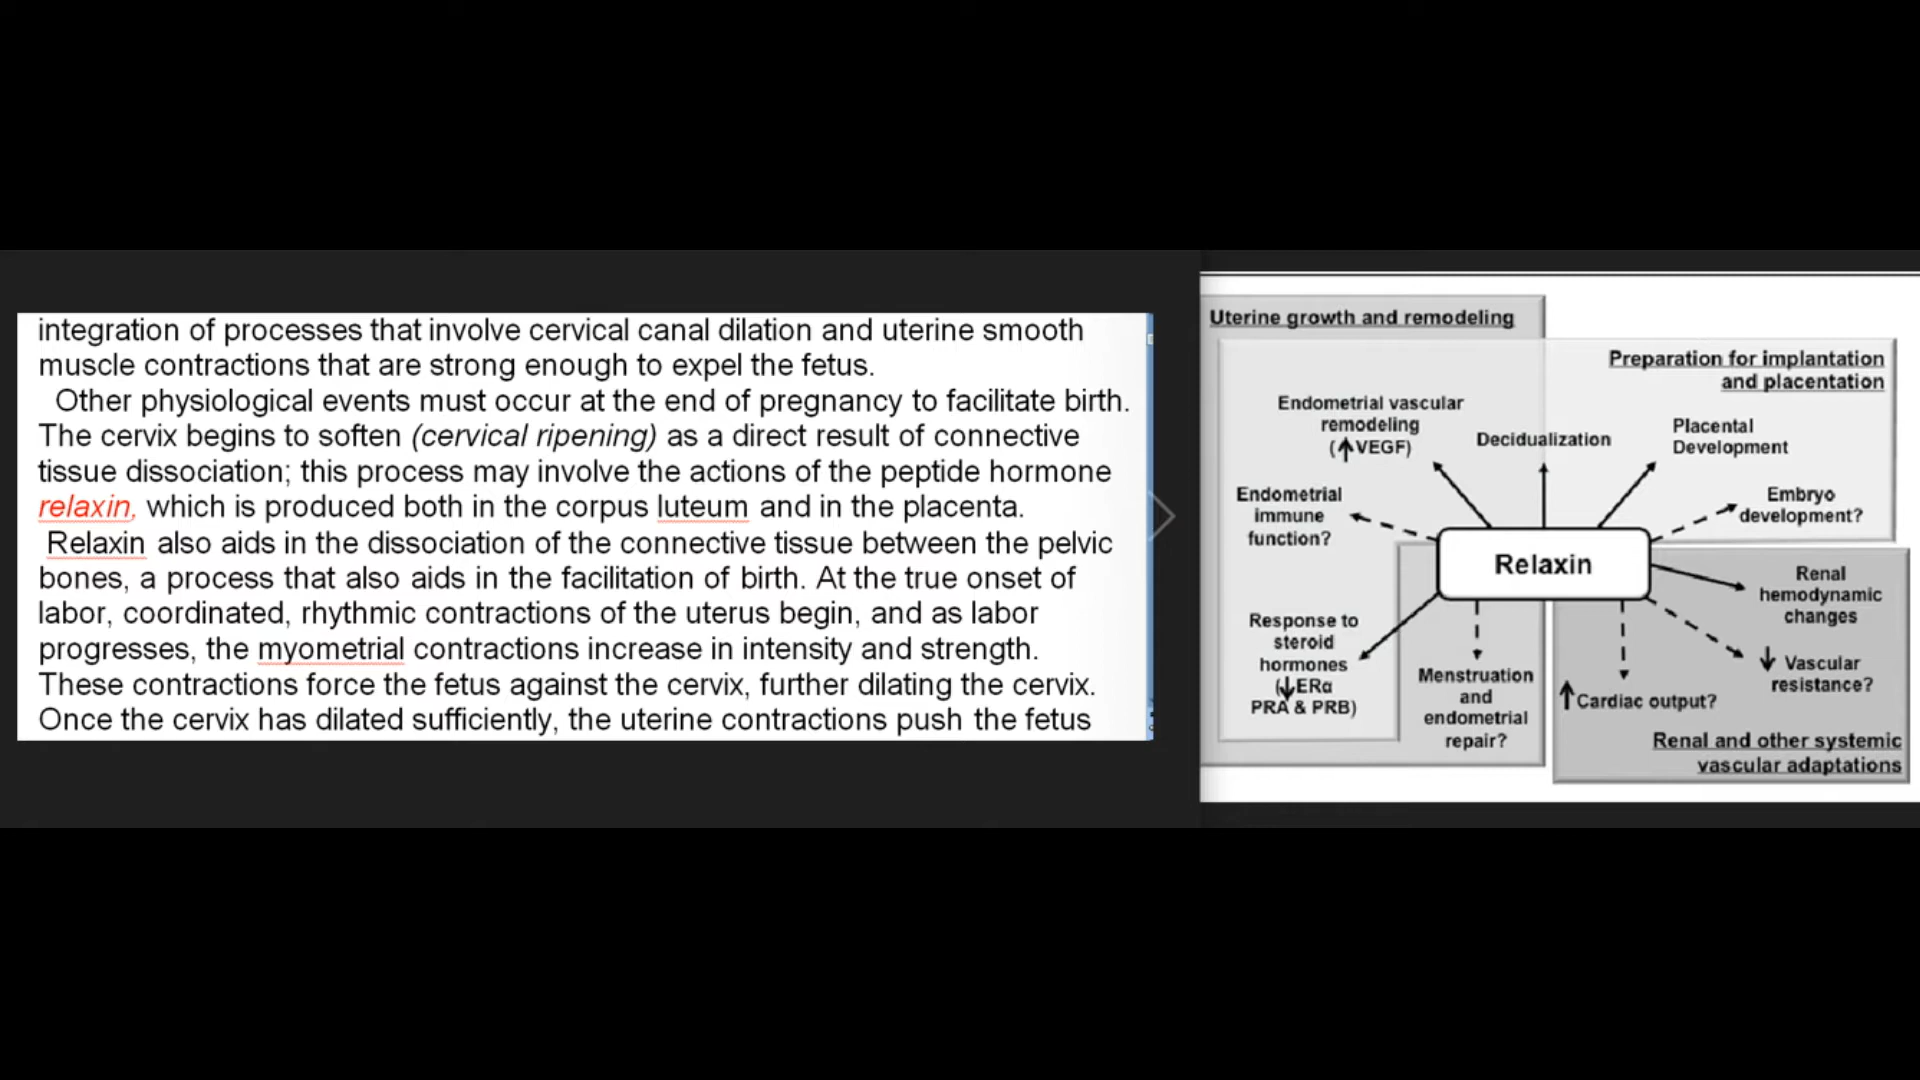 integration of processes that involve cervical canal dilation and uterine smooth
muscle contractions that are strong enough to expel the fetus.
Other physiological events must occur at the end of pregnancy to facilitate birth.
The cervix begins to soften (cervical ripening) as a direct result of connective
tissue dissociation; this process may involve the actions of the peptide hormone
relaxin, which is produced both in the corpus luteum and in the placenta.
Relaxin also aids in the dissociation of the connective tissue between the pelvic
bones, a process that also aids in the facilitation of birth. At the true onset of
labor, coordinated, rhythmic contractions of the uterus begin, and as labor
progresses, the myometrial contractions increase in intensity and strength.
These contractions force the fetus against the cervix, further dilating the cervix.
Once the cervix has dilated sufficiently, the uterine contractions push the fetus
Uterine growth and remodeling
Preparation for implantation
and placentation
Endometrial vascular
remodeling
(↑VEGF)
Decidualization
Placental
Development
Endometrial
immune
function?
Embryo
development?
Relaxin
Renal
hemodynamic
changes
Response to
steroid
hormones
(↓ERα
PRA & PRB)
Menstruation
and
endometrial
repair?
↓ Vascular
resistance?
↑Cardiac output?
Renal and other systemic
vascular adaptations